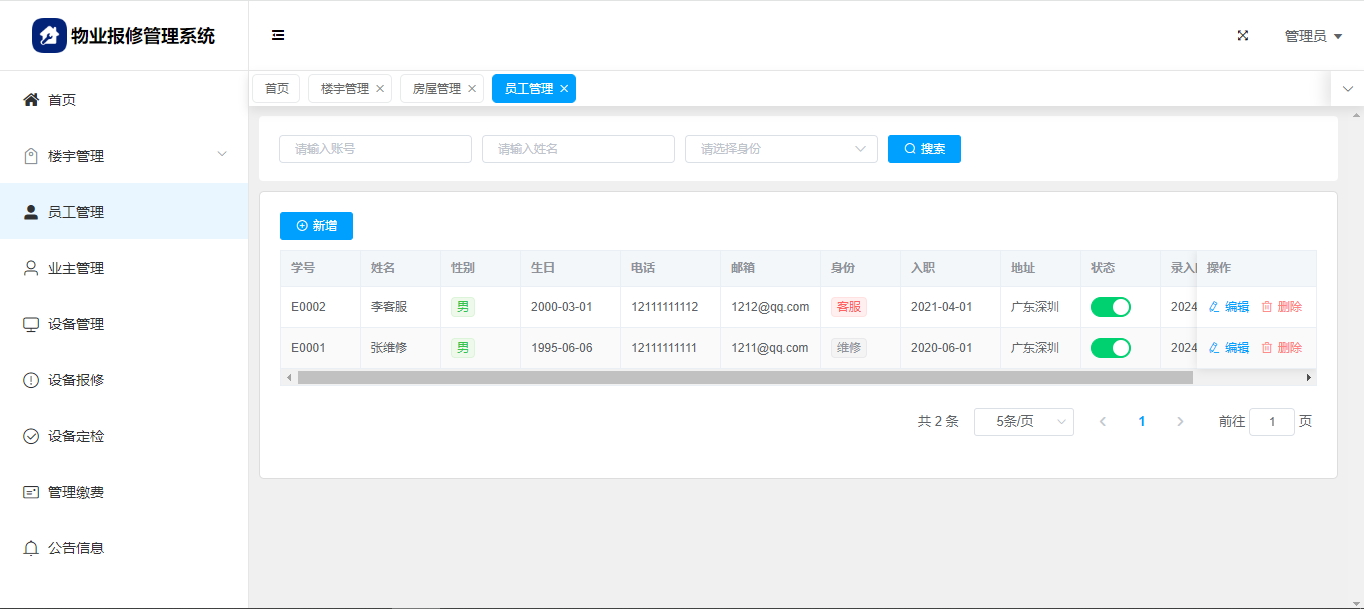 物业报修管理系统
管理员
首页
楼宇管理
员工管理
业主管理
设备管理
设备报修
设备定检
管理缴费
公告信息
首页 楼宇管理 房屋管理 员工管理
请输入账号 请输入姓名 请选择身份 搜索
新增
学号 姓名 性别 生日 电话 邮箱 身份 入职 地址 状态 录入 操作
E0002 李客服 男 2000-03-01 12111111112 1212@qq.com 客服 2021-04-01 广东深圳 2024 编辑 删除
E0001 张维修 男 1995-06-06 12111111111 1211@qq.com 维修 2020-06-01 广东深圳 2024 编辑 删除
共 2 条 5条/页 1 前往 1 页